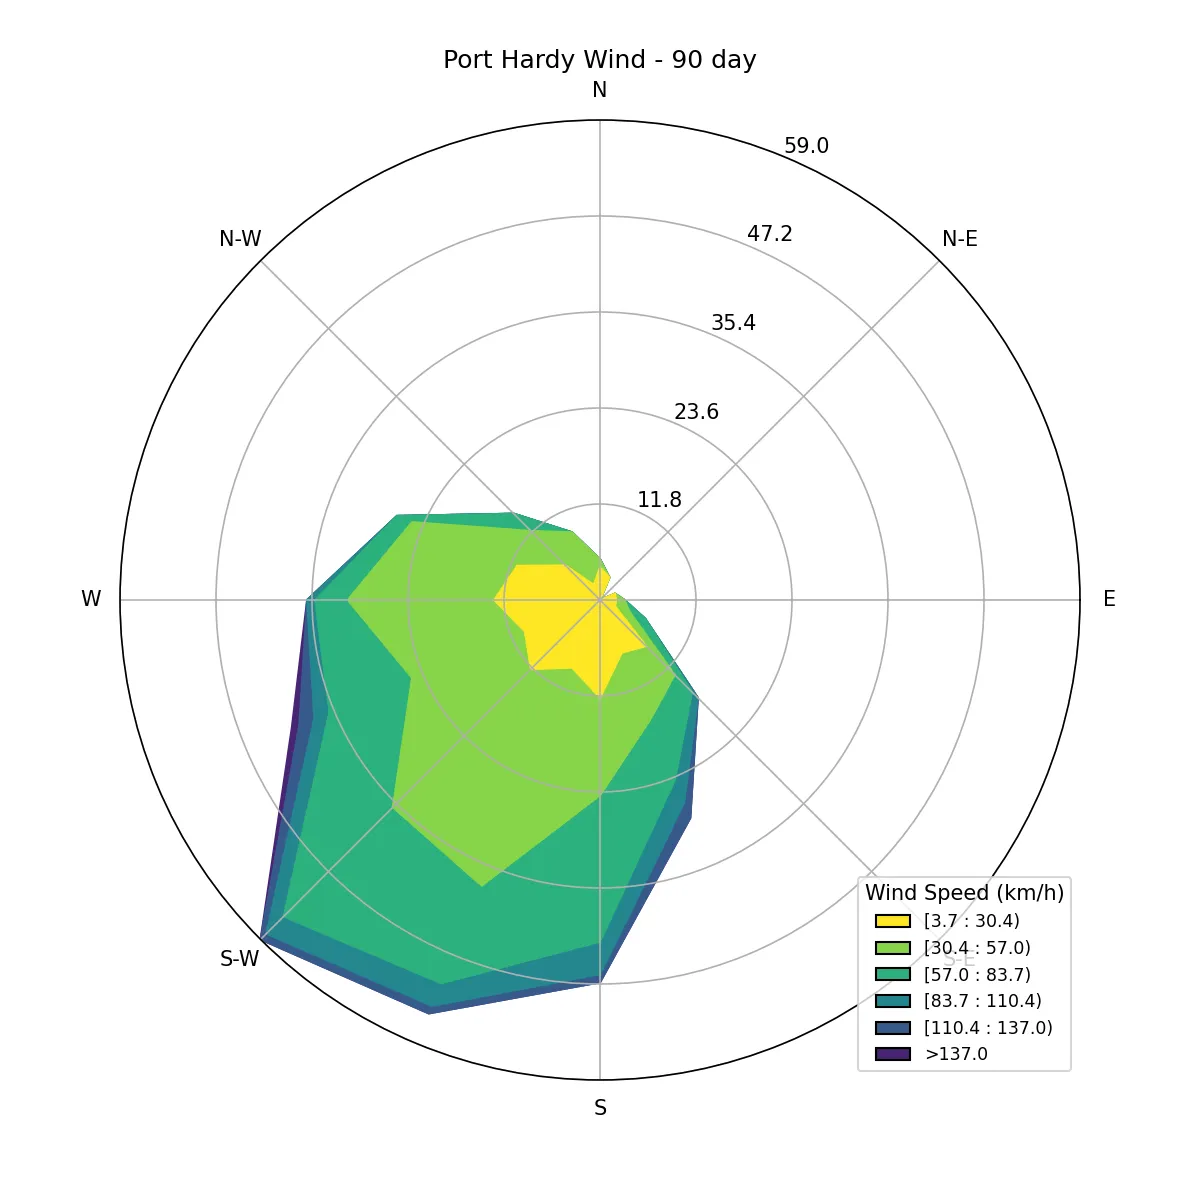 Port Hardy Wind - 90 day
N
59.0
47.2
N-W
N-E
35.4
23.6
11.8
W
E
Wind Speed (km/h)
[3.7 : 30.4)
[30.4 : 57.0)
S-W
S-E
[57.0 : 83.7)
[83.7 : 110.4)
[110.4 : 137.0)
>137.0
S